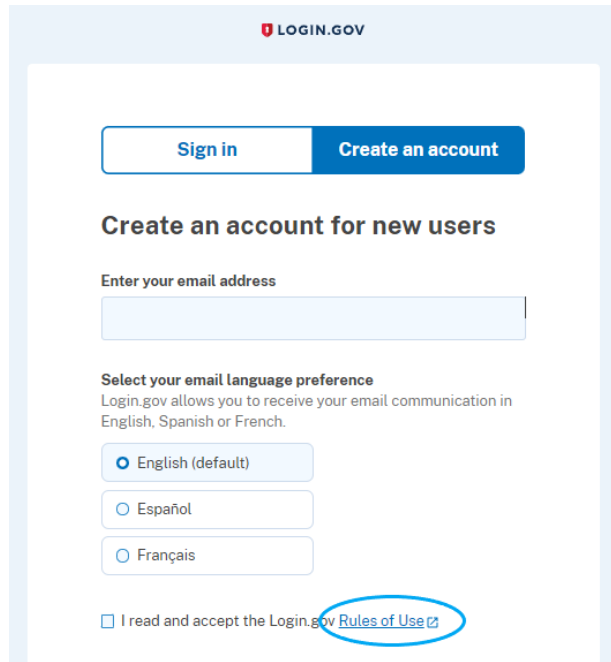 LOGIN.GOV
Sign in
Create an account
Create an account for new users
Enter your email address
Select your email language preference
Login.gov allows you to receive your email communication in
English, Spanish or French.
English (default)
Español
Français
I read and accept the Login.gov Rules of Use